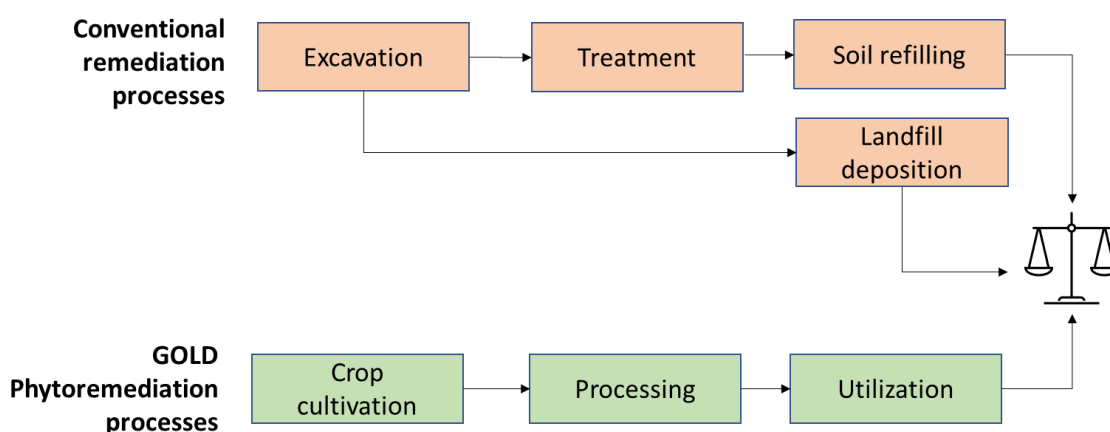 Conventional
remediation
processes
Excavation
Treatment
Soil refilling
Landfill
deposition
GOLD
Phytoremediation
processes
Crop
cultivation
Processing
Utilization